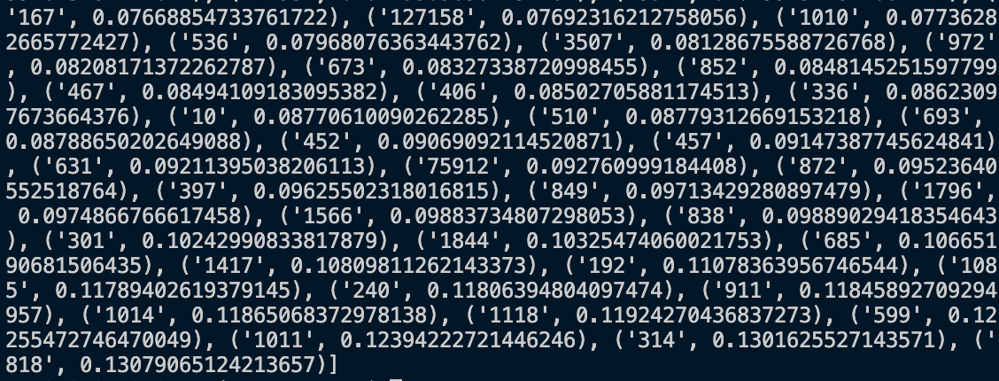 '167', 0.07668854733761722), ('127158', 0.07692316212758056), ('1010', 0.0773628
2665772427), ('536', 0.07968076363443762), ('3507', 0.08128675588726768), ('972'
, 0.08208171372262787), ('673', 0.08327338720998455), ('852', 0.0848145251597799
), ('467', 0.08494109183095382), ('406', 0.08502705881174513), ('336', 0.0862309
7673664376), ('10', 0.08770610090262285), ('510', 0.08779312669153218), ('693',
0.08788650202649088), ('452', 0.09069092114520871), ('457', 0.09147387745624841)
, ('631', 0.09211395038206113), ('75912', 0.092760999184408), ('872', 0.09523640
552518764), ('397', 0.09625502318016815), ('849', 0.09713429280897479), ('1796',
0.0974866766617458), ('1566', 0.09883734807298053), ('838', 0.09889029418354643
), ('301', 0.10242990833817879), ('1844', 0.10325474060021753), ('685', 0.106651
90681506435), ('1417', 0.10809811262143373), ('192', 0.11078363956746544), ('108
5', 0.11789402619379145), ('240', 0.11806394804097474), ('911', 0.11845892709294
957), ('1014', 0.11865068372978138), ('1118', 0.11924270436837273), ('599', 0.12
255472746470049), ('1011', 0.12394222721446246), ('314', 0.1301625527143571), ('
818', 0.13079065124213657)]